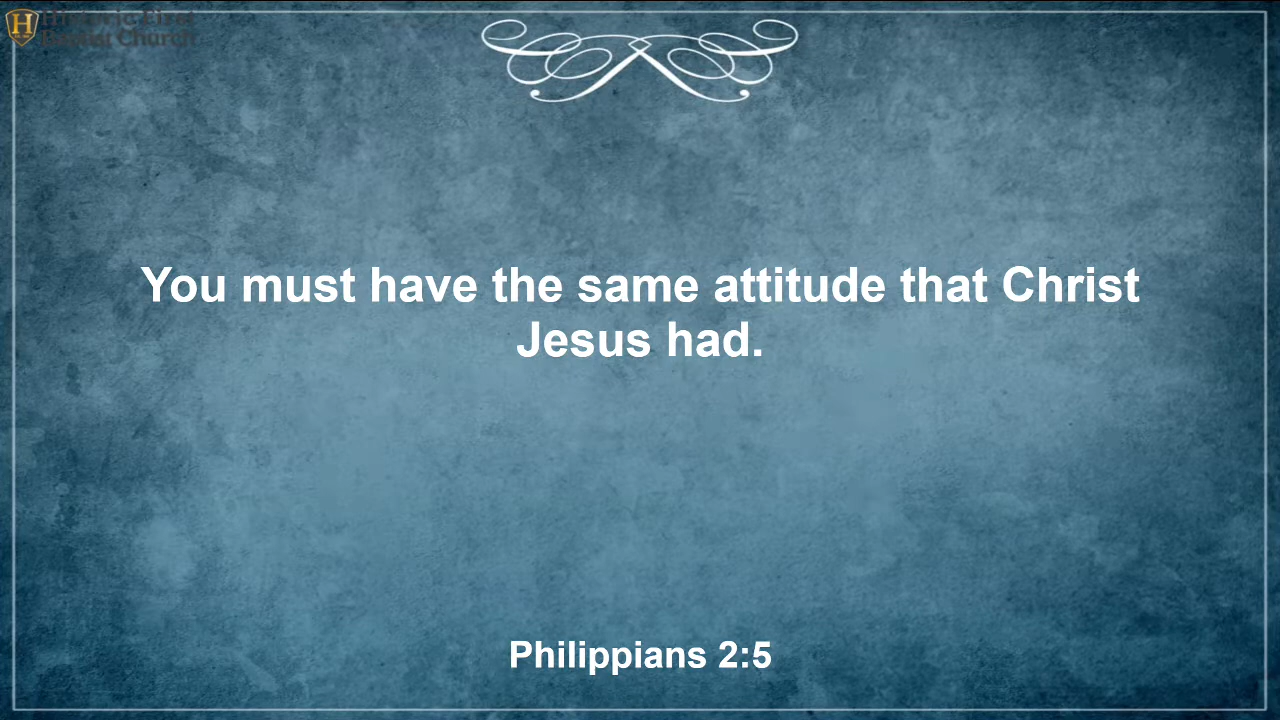 Historic First
Baptist Church
You must have the same attitude that Christ
Jesus had.
Philippians 2:5